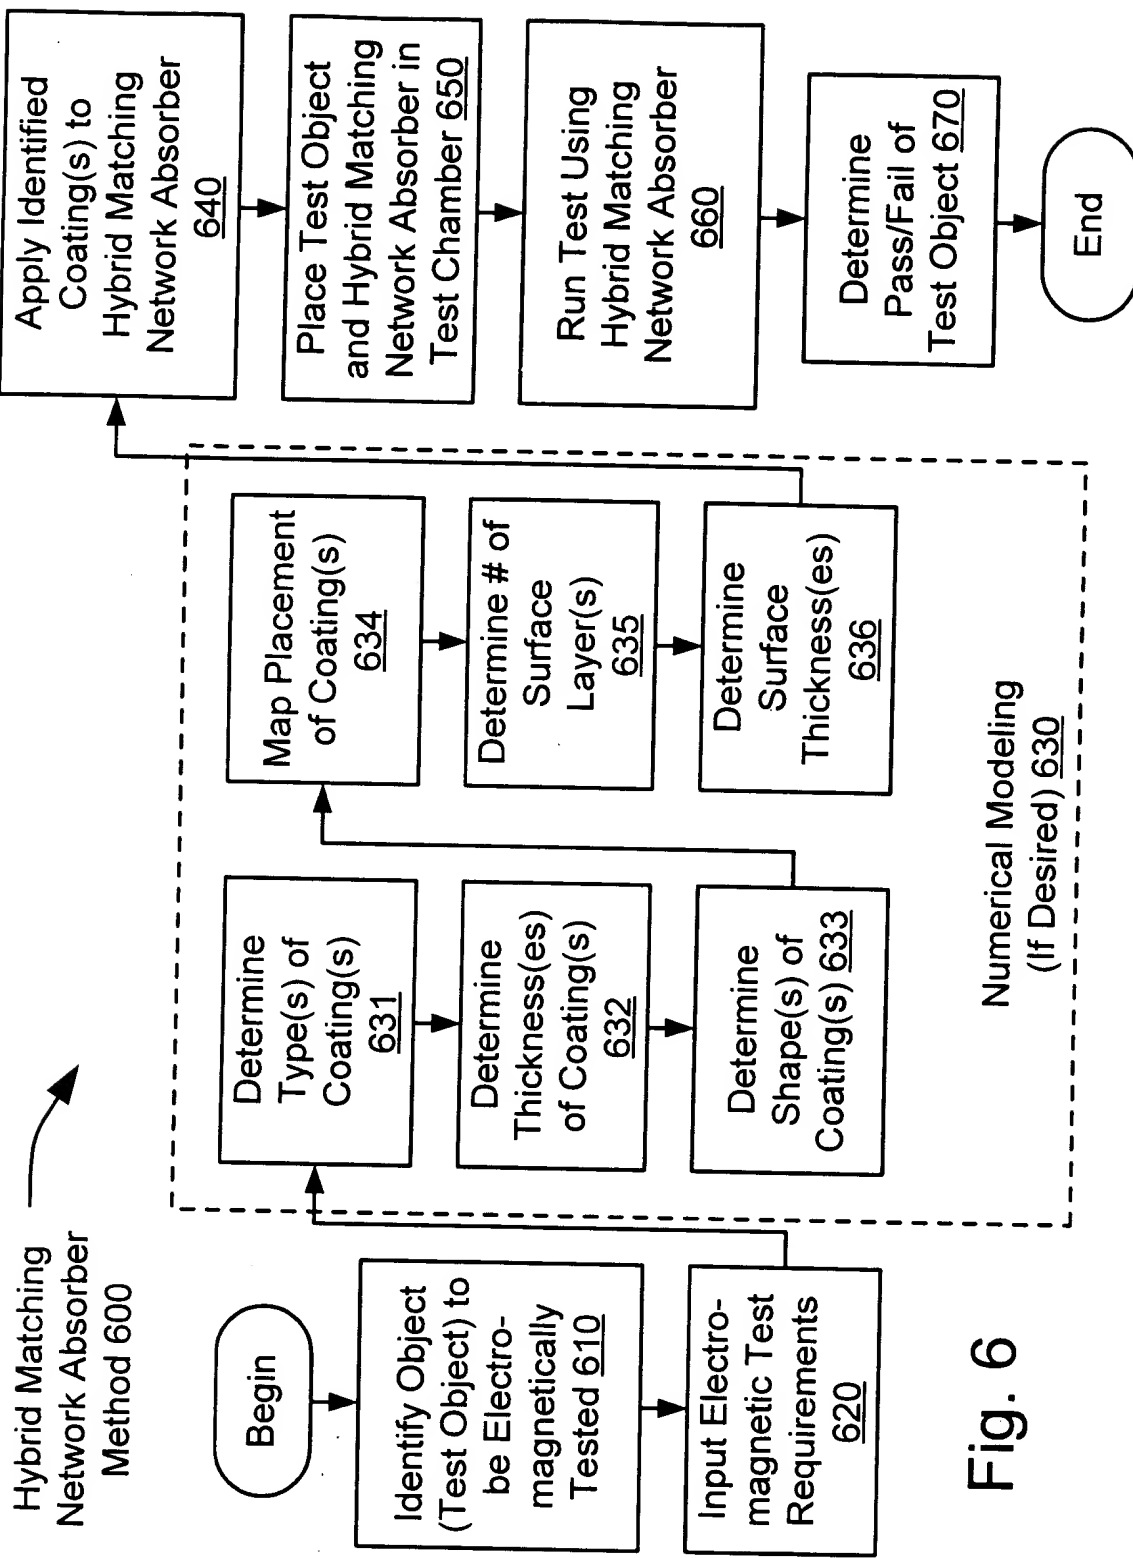 Hybrid Matching
Network Absorber
Method 600
Begin
Identify Object
(Test Object) to
be Electro-
magnetically
Tested 610
Input Electro-
magnetic Test
Requirements
620
Determine
Type(s) of
Coating(s)
631
Determine
Thickness(es)
of Coating(s)
632
Determine
Shape(s) of
Coating(s) 633
Map Placement
of Coating(s)
634
Determine # of
Surface
Layer(s)
635
Determine
Surface
Thickness(es)
636
Numerical Modeling
(If Desired) 630
Apply Identified
Coating(s) to
Hybrid Matching
Network Absorber
640
Place Test Object
and Hybrid Matching
Network Absorber in
Test Chamber 650
Run Test Using
Hybrid Matching
Network Absorber
660
Determine
Pass/Fail of
Test Object 670
End
Fig. 6